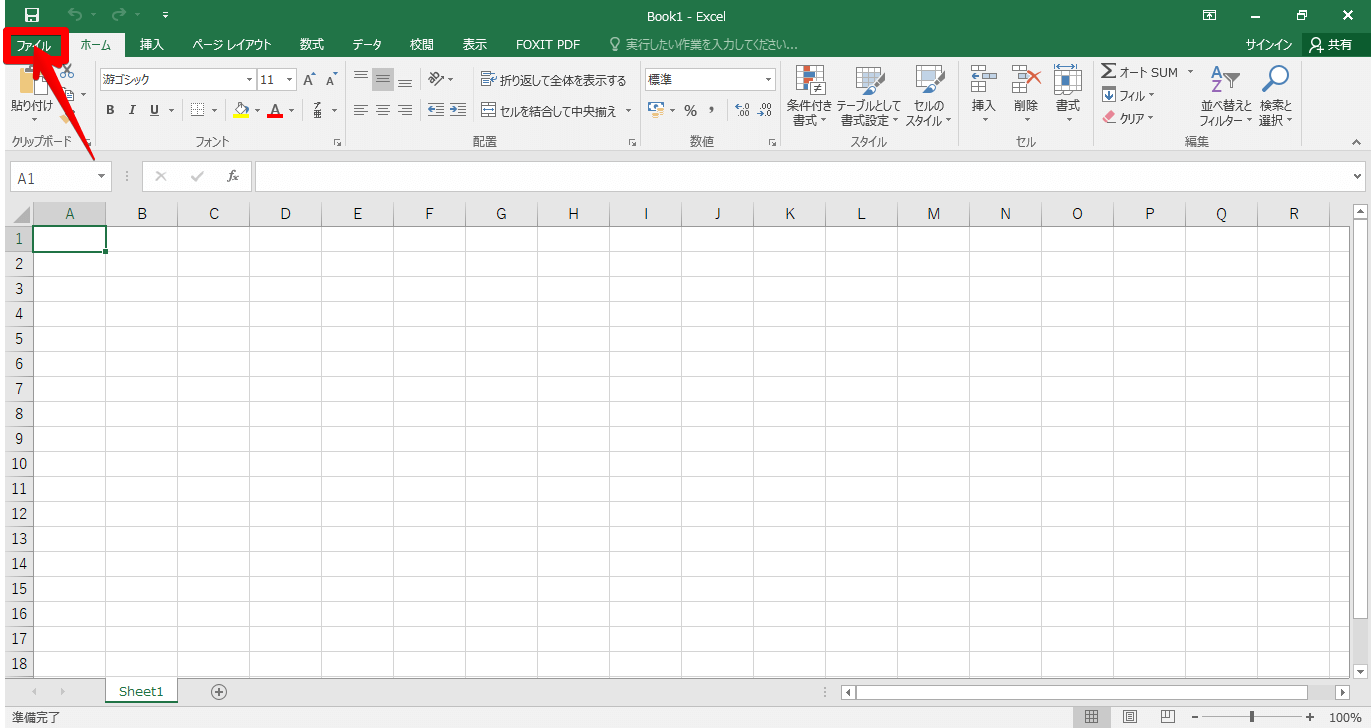 Book1 - Excel
ファイル ホーム 挿入 ページ レイアウト 数式 データ 校閲 表示 FOXIT PDF 実行したい作業を入力してください... サインイン 共有
貼り付け
クリップボード
游ゴシック 11 A A
B I U A
フォント
折り返して全体を表示する
セルを結合して中央揃え
配置
標準
% , .0 .00 .00 .0
数値
条件付き書式 テーブルとして書式設定 セルのスタイル
スタイル
挿入 削除 書式
セル
Σ オート SUM
フィル
クリア
並べ替えとフィルター 検索と選択
編集
A1 fx
A B C D E F G H I J K L M N O P Q R
1
2
3
4
5
6
7
8
9
10
11
12
13
14
15
16
17
18
Sheet1
準備完了 100%